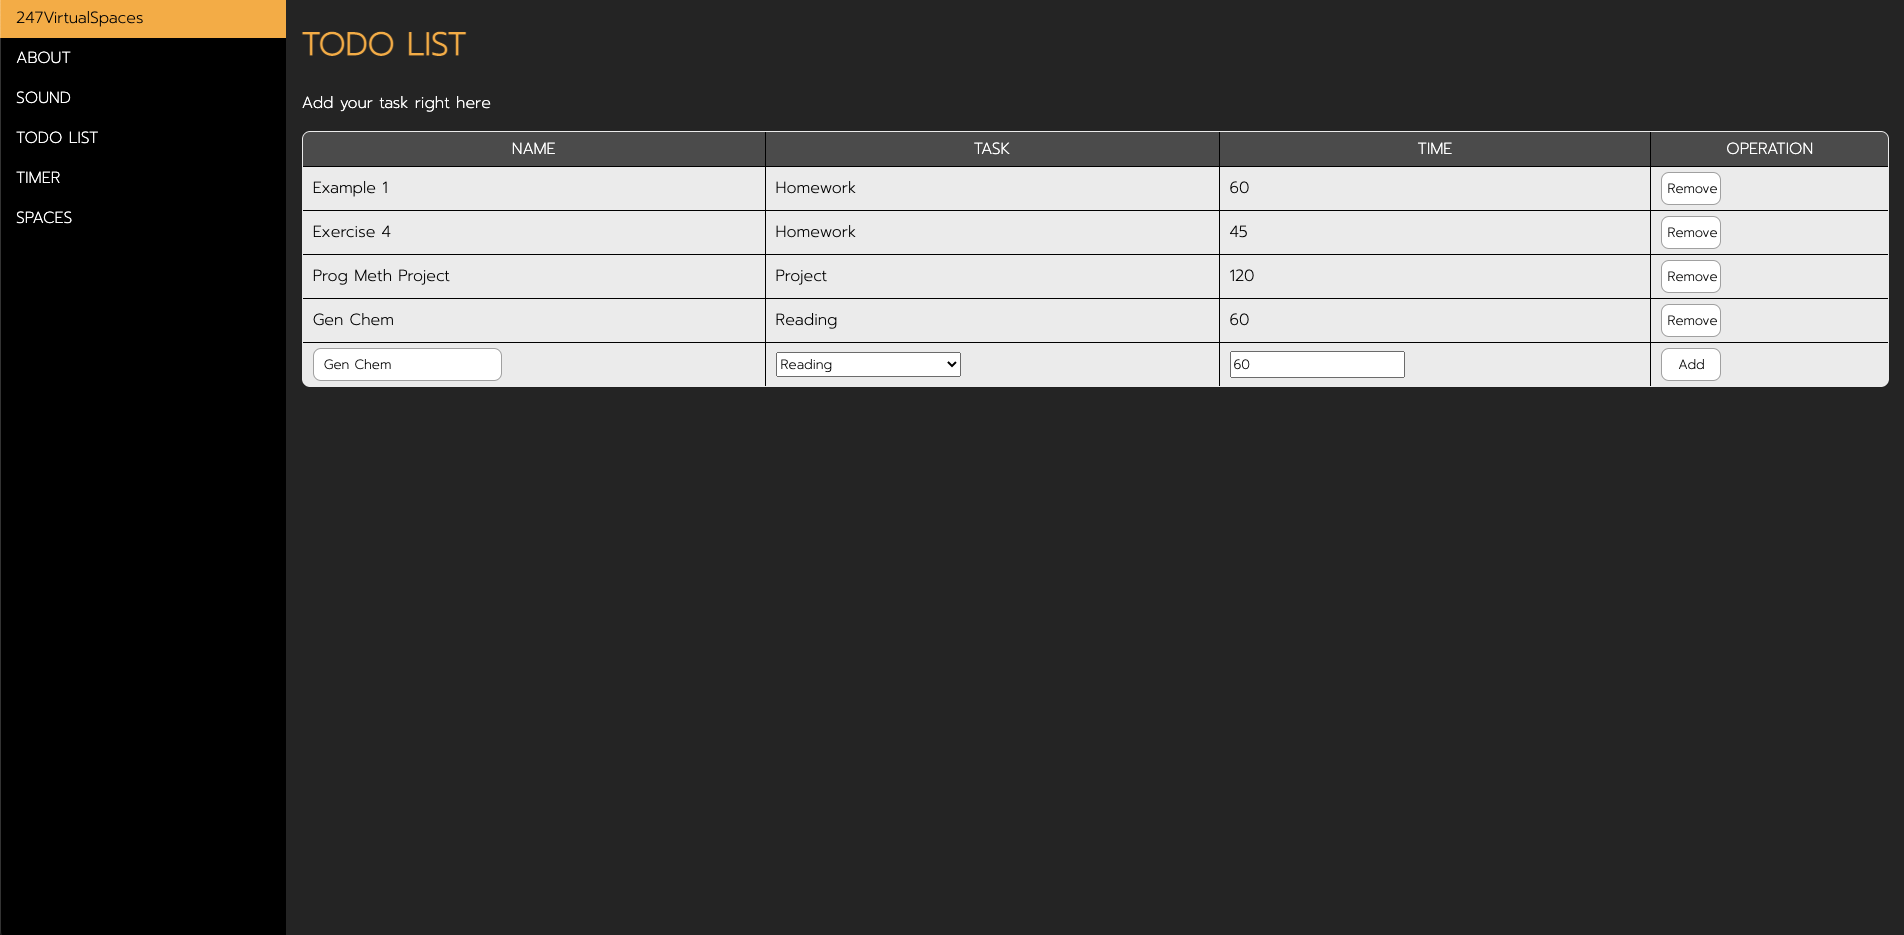 247VirtualSpaces
ABOUT
SOUND
TODO LIST
TIMER
SPACES
TODO LIST
Add your task right here
NAME TASK TIME OPERATION
Example 1 Homework 60 Remove
Exercise 4 Homework 45 Remove
Prog Meth Project Project 120 Remove
Gen Chem Reading 60 Remove
Gen Chem Reading 60 Add